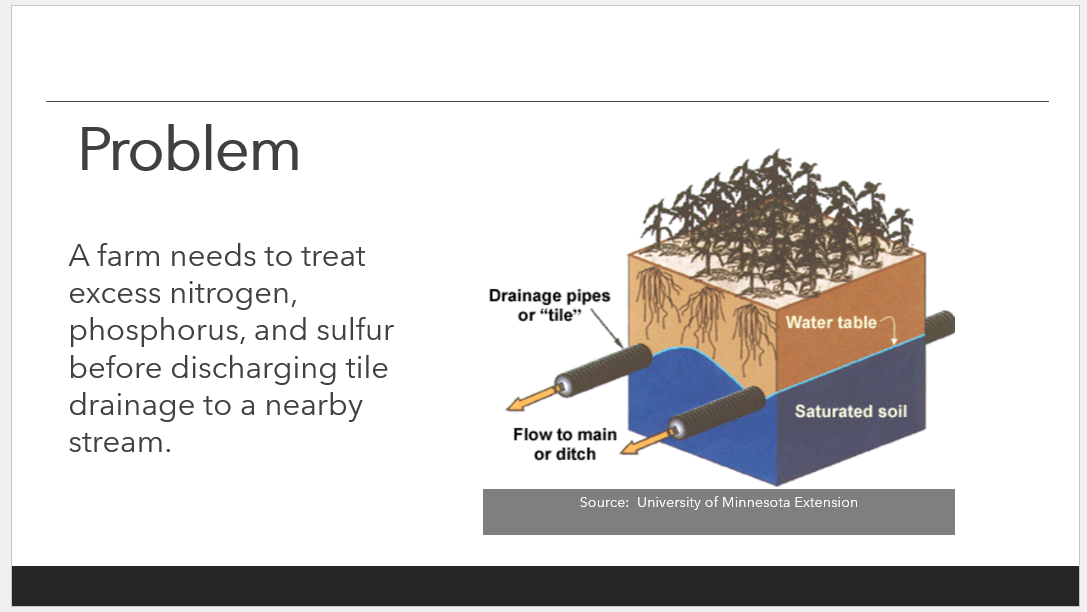 Problem
A farm needs to treat
excess nitrogen,
phosphorus, and sulfur
before discharging tile
drainage to a nearby
stream.
Drainage pipes
or “tile”
Water table
Saturated soil
Flow to main
or ditch
Source:  University of Minnesota Extension